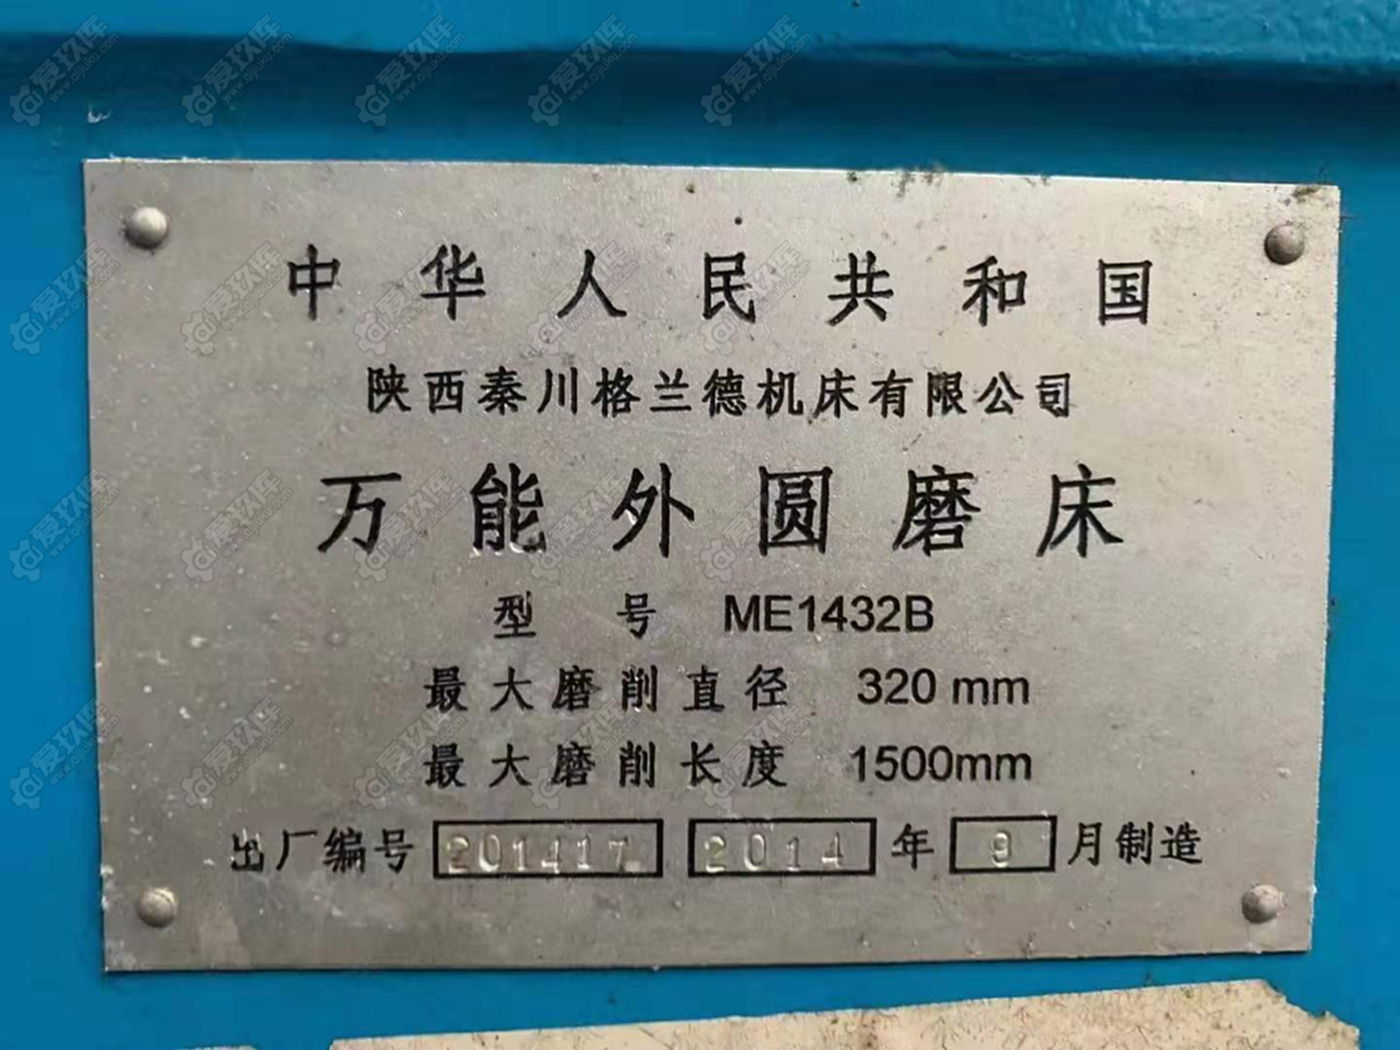 中华人民共和国
陕西秦川格兰德机床有限公司
万能外圆磨床
型号 ME1432B
最大磨削直径 320 mm
最大磨削长度 1500mm
出厂编号 201417 2014 年 9 月制造